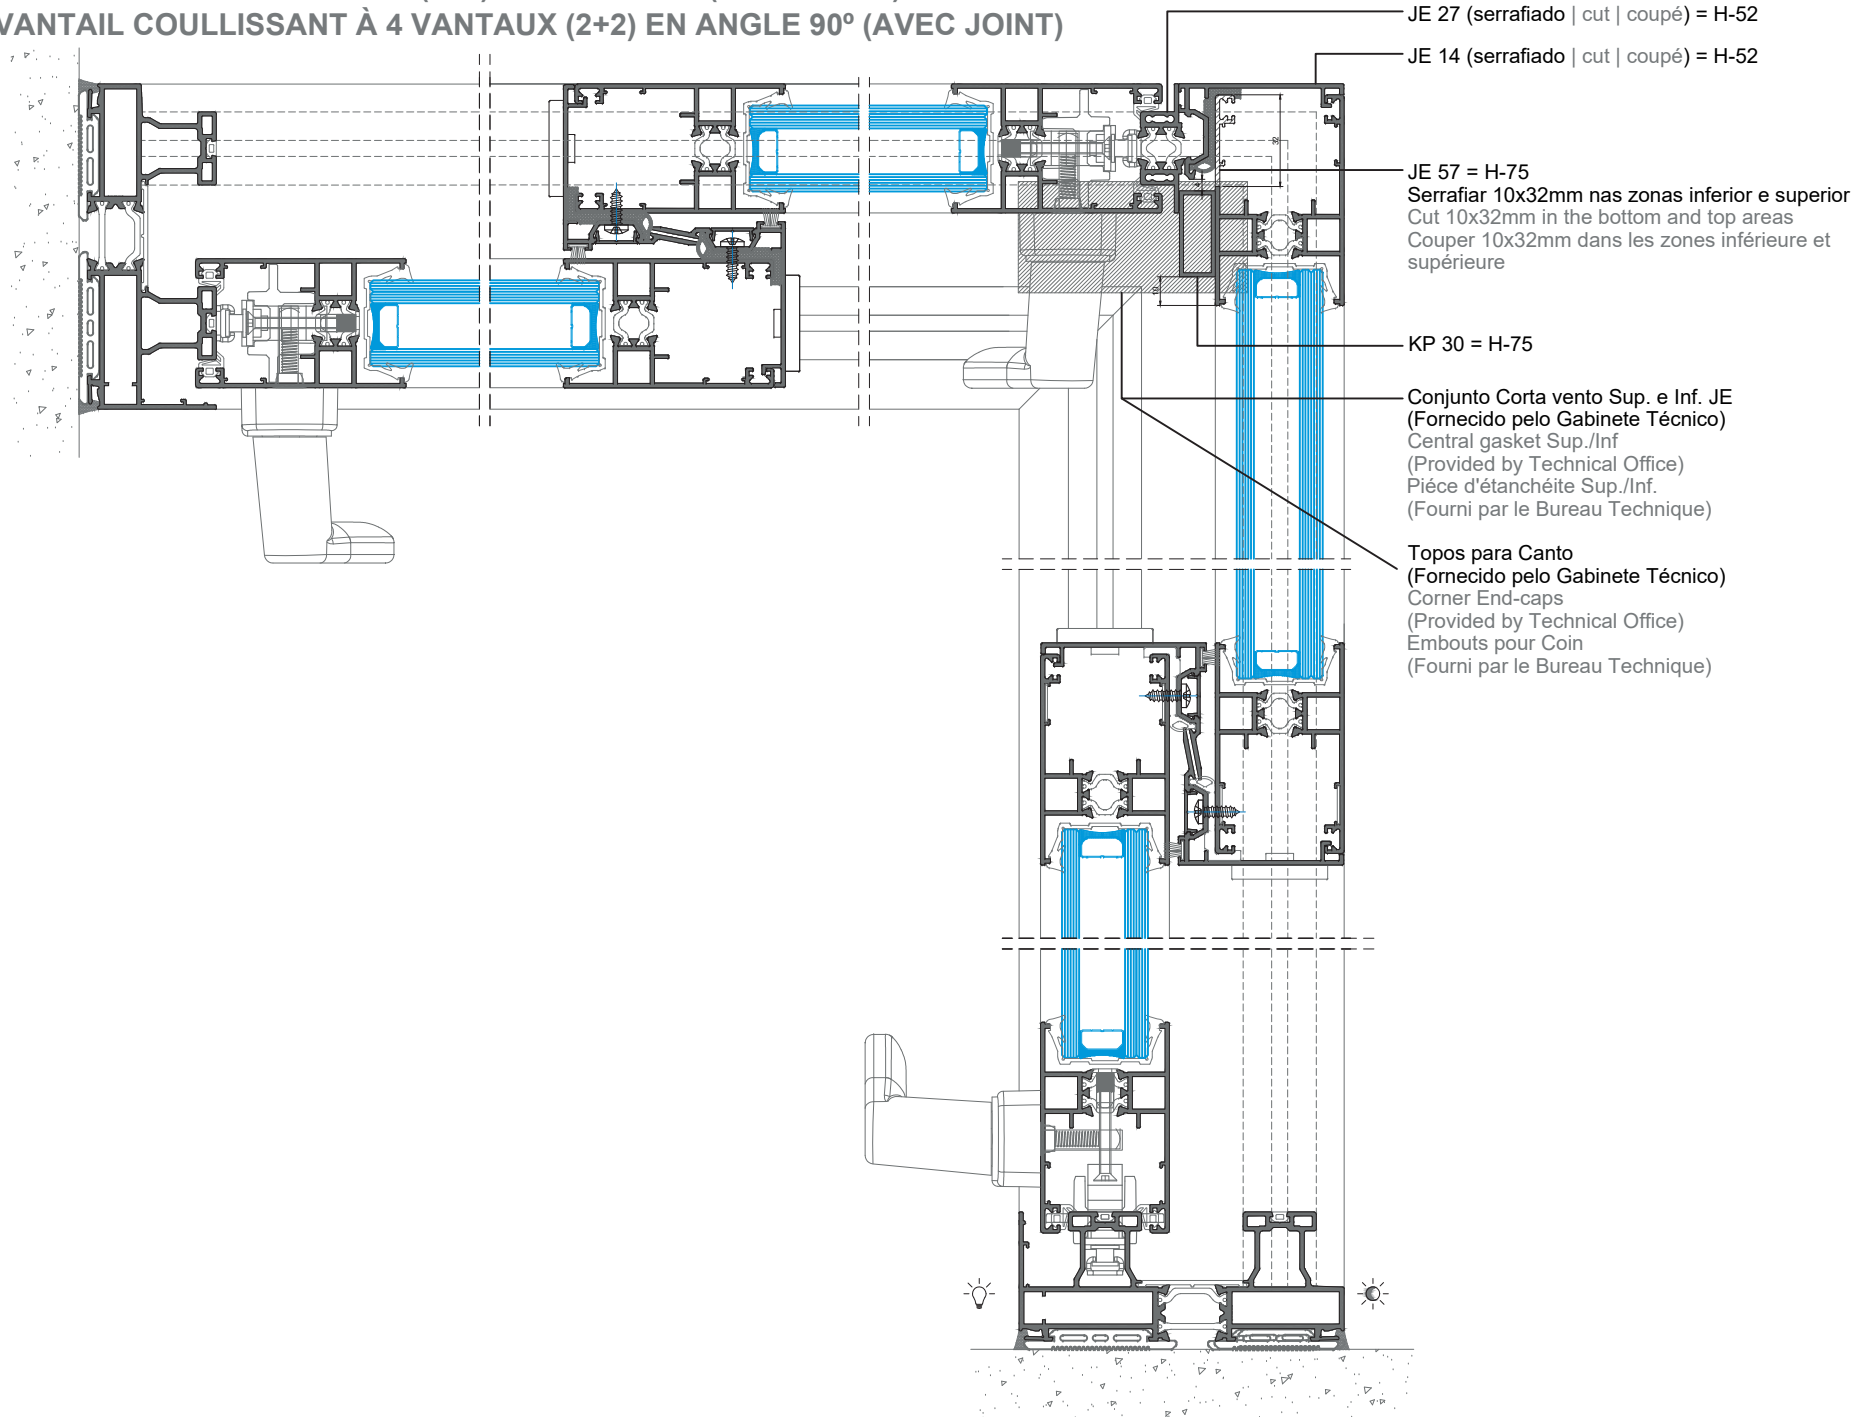 VANTAIL COULLISSANT À 4 VANTAUX (2+2) EN ANGLE 90º (AVEC JOINT)
JE 27 (serrafiado | cut | coupé) = H-52
JE 14 (serrafiado | cut | coupé) = H-52
JE 57 = H-75
Serrafiar 10x32mm nas zonas inferior e superior
Cut 10x32mm in the bottom and top areas
Couper 10x32mm dans les zones inférieure et
supérieure
32
10
KP 30 = H-75
Conjunto Corta vento Sup. e Inf. JE
(Fornecido pelo Gabinete Técnico)
Central gasket Sup./Inf
(Provided by Technical Office)
Piéce d'étanchéite Sup./Inf.
(Fourni par le Bureau Technique)
Topos para Canto
(Fornecido pelo Gabinete Técnico)
Corner End-caps
(Provided by Technical Office)
Embouts pour Coin
(Fourni par le Bureau Technique)